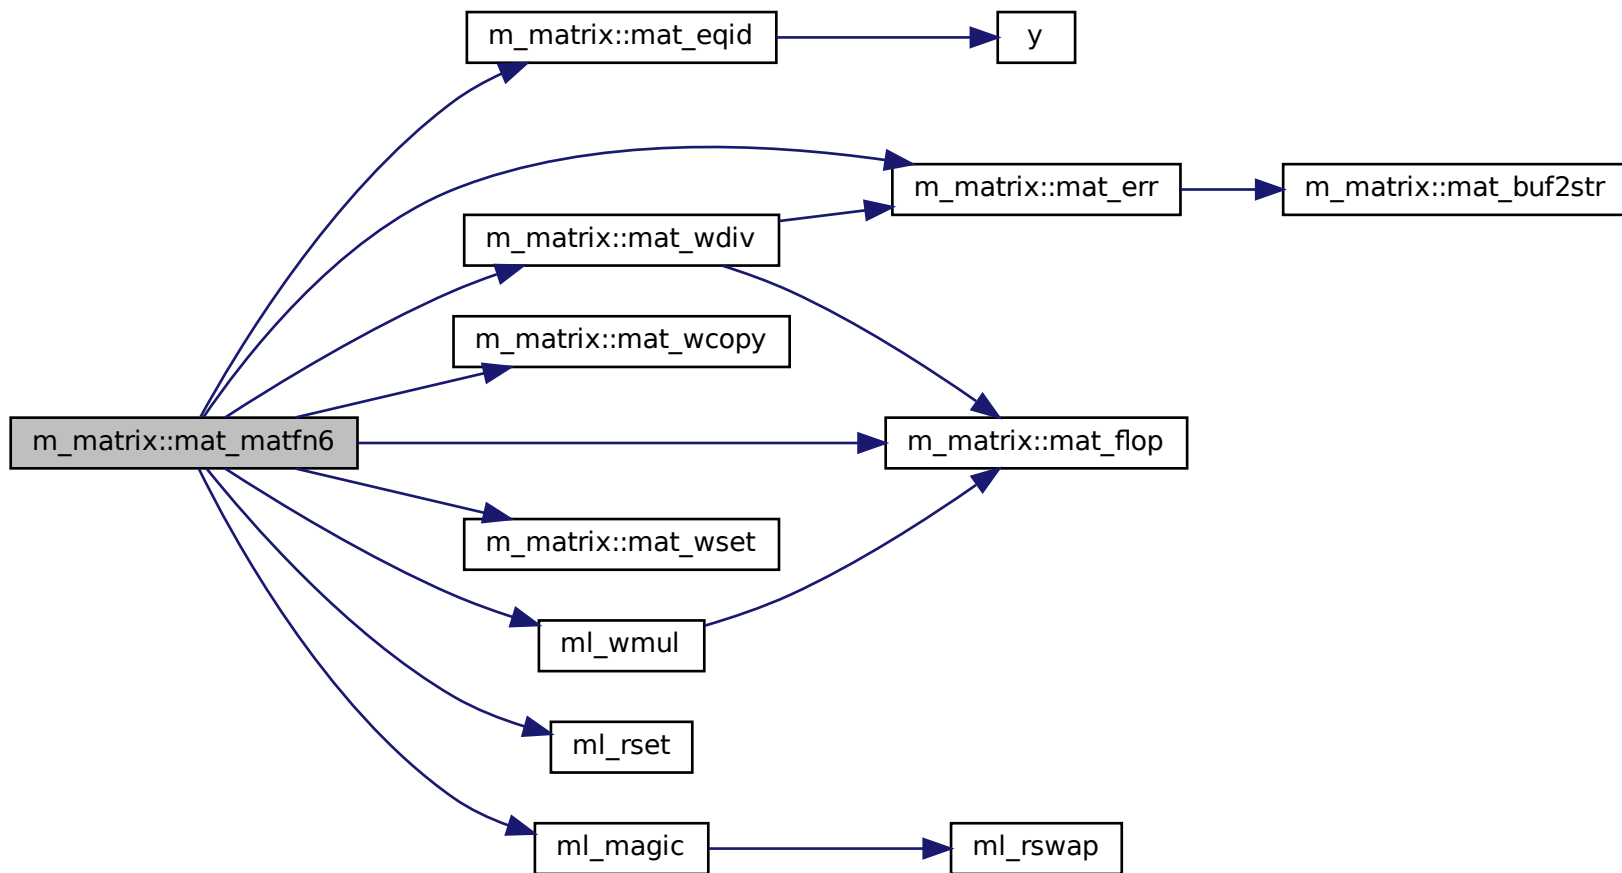 m_matrix::mat_eqid
y
m_matrix::mat_err
m_matrix::mat_buf2str
m_matrix::mat_wdiv
m_matrix::mat_wcopy
m_matrix::mat_matfn6
m_matrix::mat_flop
m_matrix::mat_wset
ml_wmul
ml_rset
ml_magic
ml_rswap